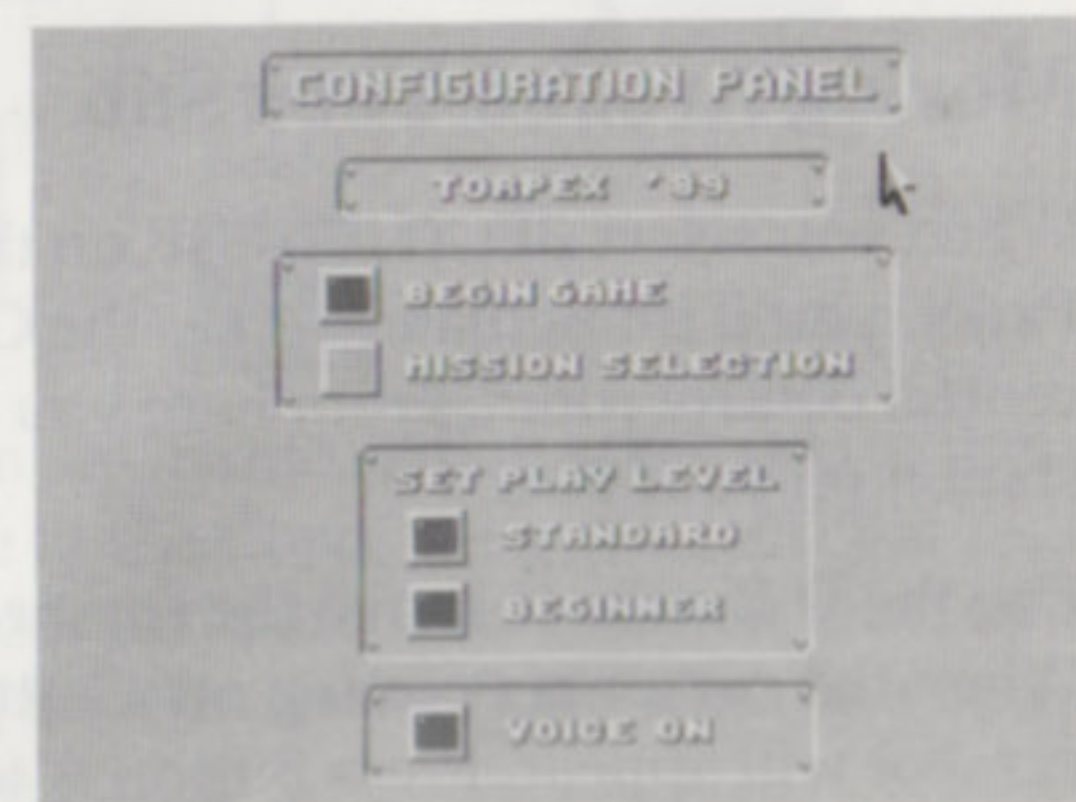 CONFIGURATION PANEL
TORPEX '89
BEGIN GAME
MISSION SELECTION
SET PLAY LEVEL
STANDARD
BEGINNER
VOICE ON